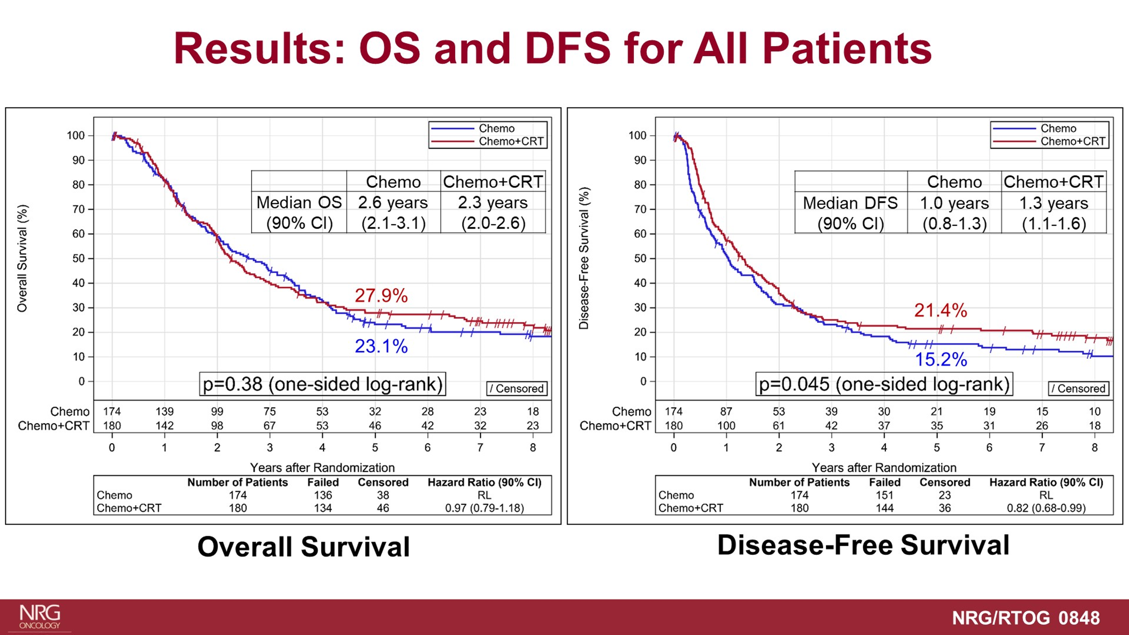 Results: OS and DFS for All Patients
Overall Survival (%)
100
90
80
70
60
50
40
30
20
10
0
Chemo
Chemo+CRT
Chemo Chemo+CRT
Median OS 2.6 years 2.3 years
(90% CI) (2.1-3.1) (2.0-2.6)
27.9%
23.1%
p=0.38 (one-sided log-rank)
/ Censored
Chemo 174 139 99 75 53 32 28 23 18
Chemo+CRT 180 142 98 67 53 46 42 32 23
0 1 2 3 4 5 6 7 8
Years after Randomization
Number of Patients Failed Censored Hazard Ratio (90% CI)
Chemo 174 136 38 RL
Chemo+CRT 180 134 46 0.97 (0.79-1.18)
Overall Survival
Disease-Free Survival (%)
100
90
80
70
60
50
40
30
20
10
0
Chemo
Chemo+CRT
Chemo Chemo+CRT
Median DFS 1.0 years 1.3 years
(90% CI) (0.8-1.3) (1.1-1.6)
21.4%
15.2%
p=0.045 (one-sided log-rank)
/ Censored
Chemo 174 87 53 39 30 21 19 15 10
Chemo+CRT 180 100 61 42 37 35 31 26 18
0 1 2 3 4 5 6 7 8
Years after Randomization
Number of Patients Failed Censored Hazard Ratio (90% CI)
Chemo 174 151 23 RL
Chemo+CRT 180 144 36 0.82 (0.68-0.99)
Disease-Free Survival
NRG
ONCOLOGY
NRG/RTOG 0848